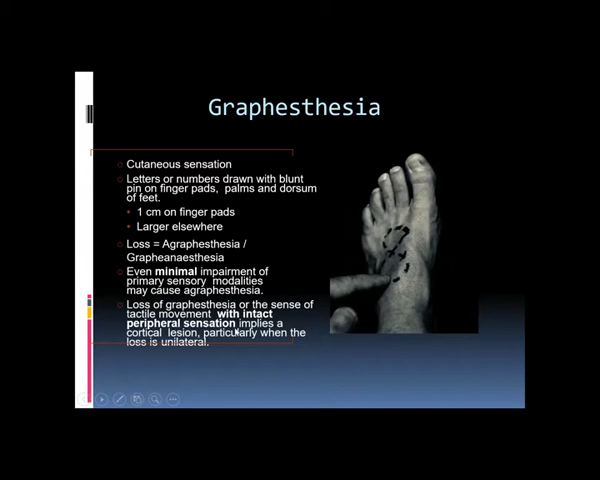 Graphesthesia
Cutaneous sensation
Letters or numbers drawn with blunt
pin on finger pads, palms and dorsum
of feet.
1 cm on finger pads
Larger elsewhere
Loss = Agraphesthesia /
Grapheanaesthesia
Even minimal impairment of
primary sensory modalities
may cause agraphesthesia.
Loss of graphesthesia or the sense of
tactile movement with intact
peripheral sensation implies a
cortical lesion, particularly when the
loss is unilateral.